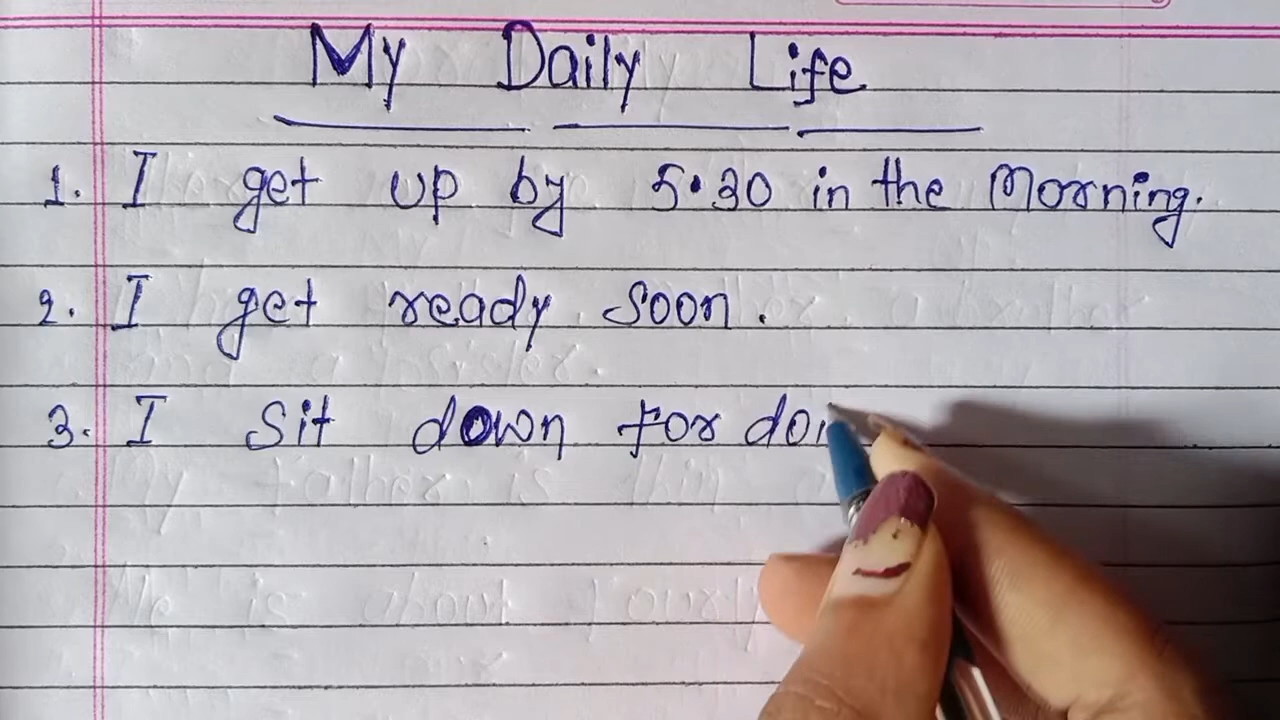 My Daily Life
1. I get up by 5.30 in the Morning.
2. I get ready soon.
3. I Sit down for doi